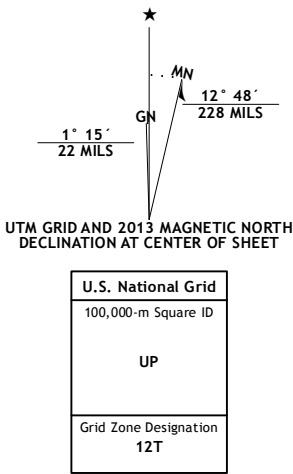 ★
MN
GN
12° 48´
228 MILS
1° 15´
22 MILS
UTM GRID AND 2013 MAGNETIC NORTH
DECLINATION AT CENTER OF SHEET
U.S. National Grid
100,000-m Square ID
UP
Grid Zone Designation
12T